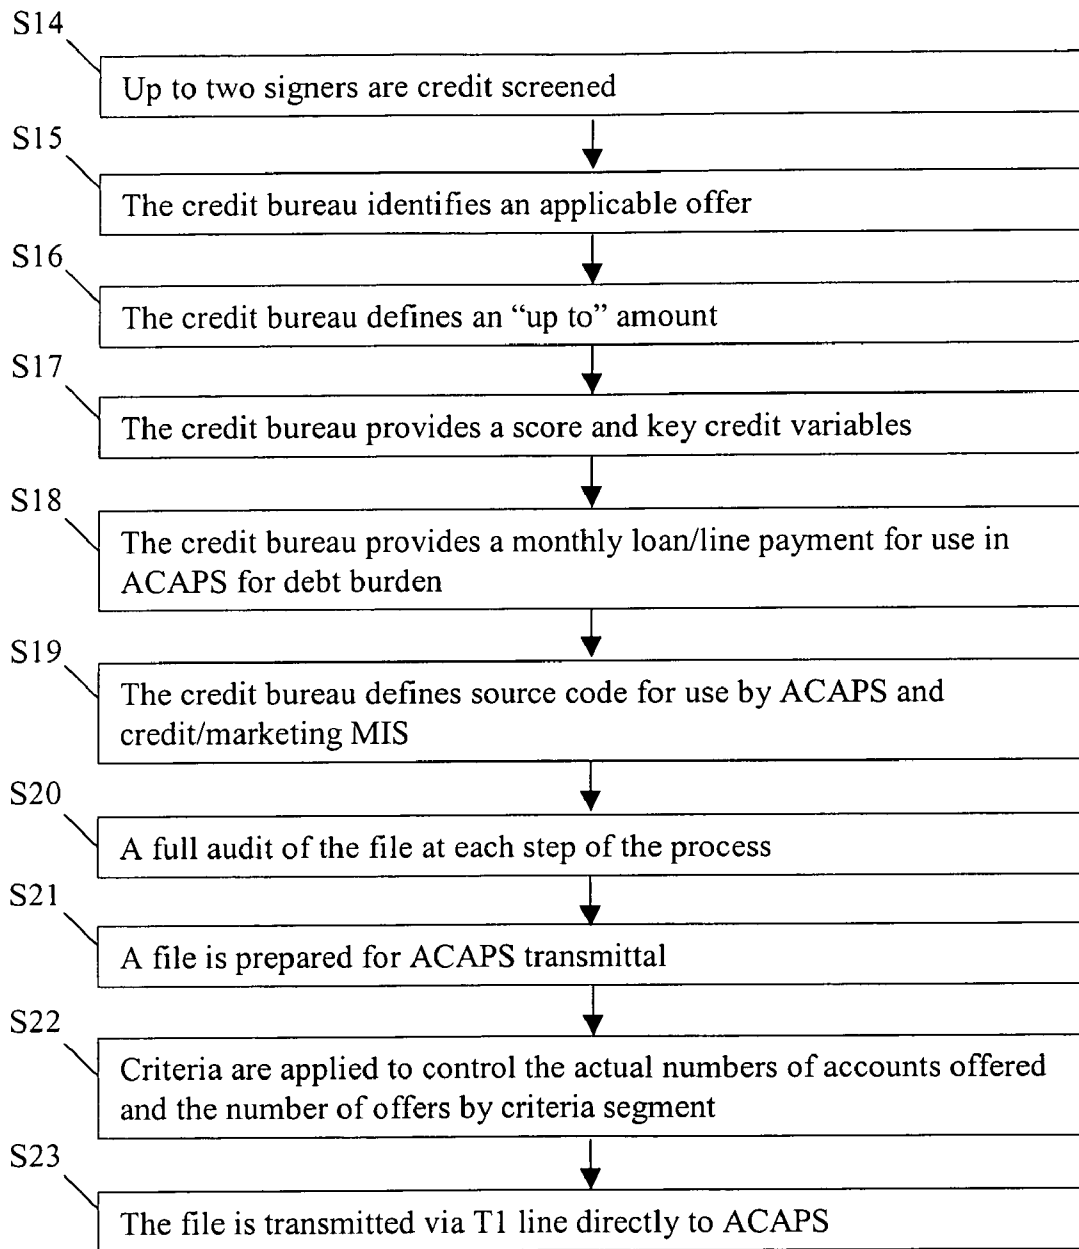 S14
Up to two signers are credit screened
S15
The credit bureau identifies an applicable offer
S16
The credit bureau defines an “up to” amount
S17
The credit bureau provides a score and key credit variables
S18
The credit bureau provides a monthly loan/line payment for use in
ACAPS for debt burden
S19
The credit bureau defines source code for use by ACAPS and
credit/marketing MIS
S20
A full audit of the file at each step of the process
S21
A file is prepared for ACAPS transmittal
S22
Criteria are applied to control the actual numbers of accounts offered
and the number of offers by criteria segment
S23
The file is transmitted via T1 line directly to ACAPS